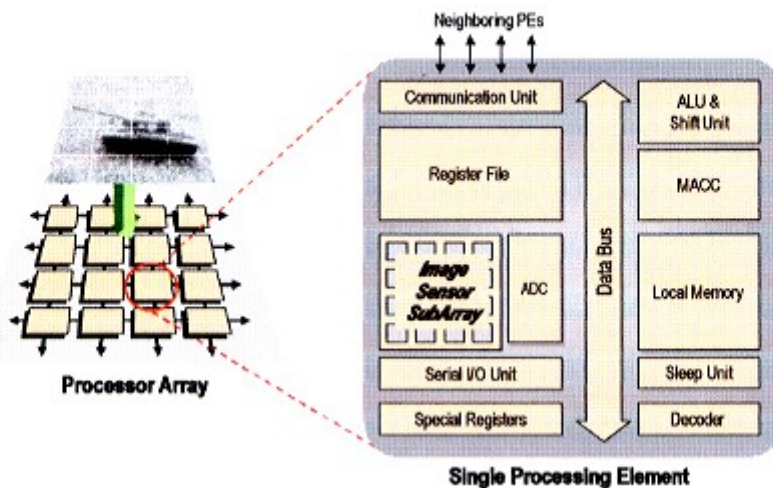 Neighboring PEs
Communication Unit
Register File
Image
Sensor
SubArray
ADC
Serial I/O Unit
Special Registers
Data Bus
ALU &
Shift Unit
MACC
Local Memory
Sleep Unit
Decoder
Processor Array
Single Processing Element